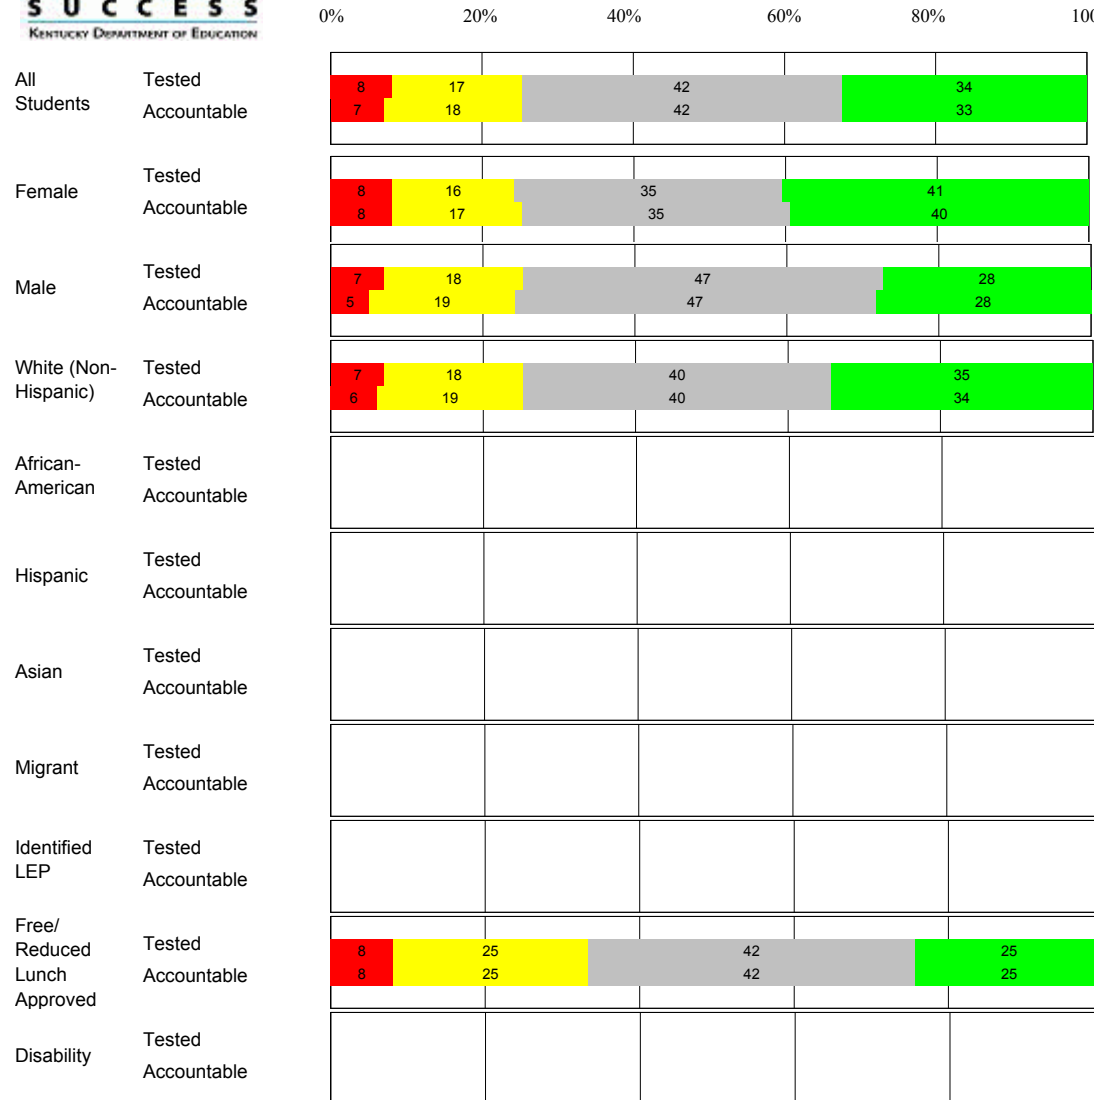 SUCCESS
KENTUCKY DEPARTMENT OF EDUCATION
0% 20% 40% 60% 80% 100
All Students
Tested 8 17 42 34
Accountable 7 18 42 33
Female
Tested 8 16 35 41
Accountable 8 17 35 40
Male
Tested 7 18 47 28
Accountable 5 19 47 28
White (Non-
Hispanic)
Tested 7 18 40 35
Accountable 6 19 40 34
African-
American
Tested
Accountable
Hispanic
Tested
Accountable
Asian
Tested
Accountable
Migrant
Tested
Accountable
Identified
LEP
Tested
Accountable
Free/
Reduced
Lunch
Approved
Tested 8 25 42 25
Accountable 8 25 42 25
Disability
Tested
Accountable